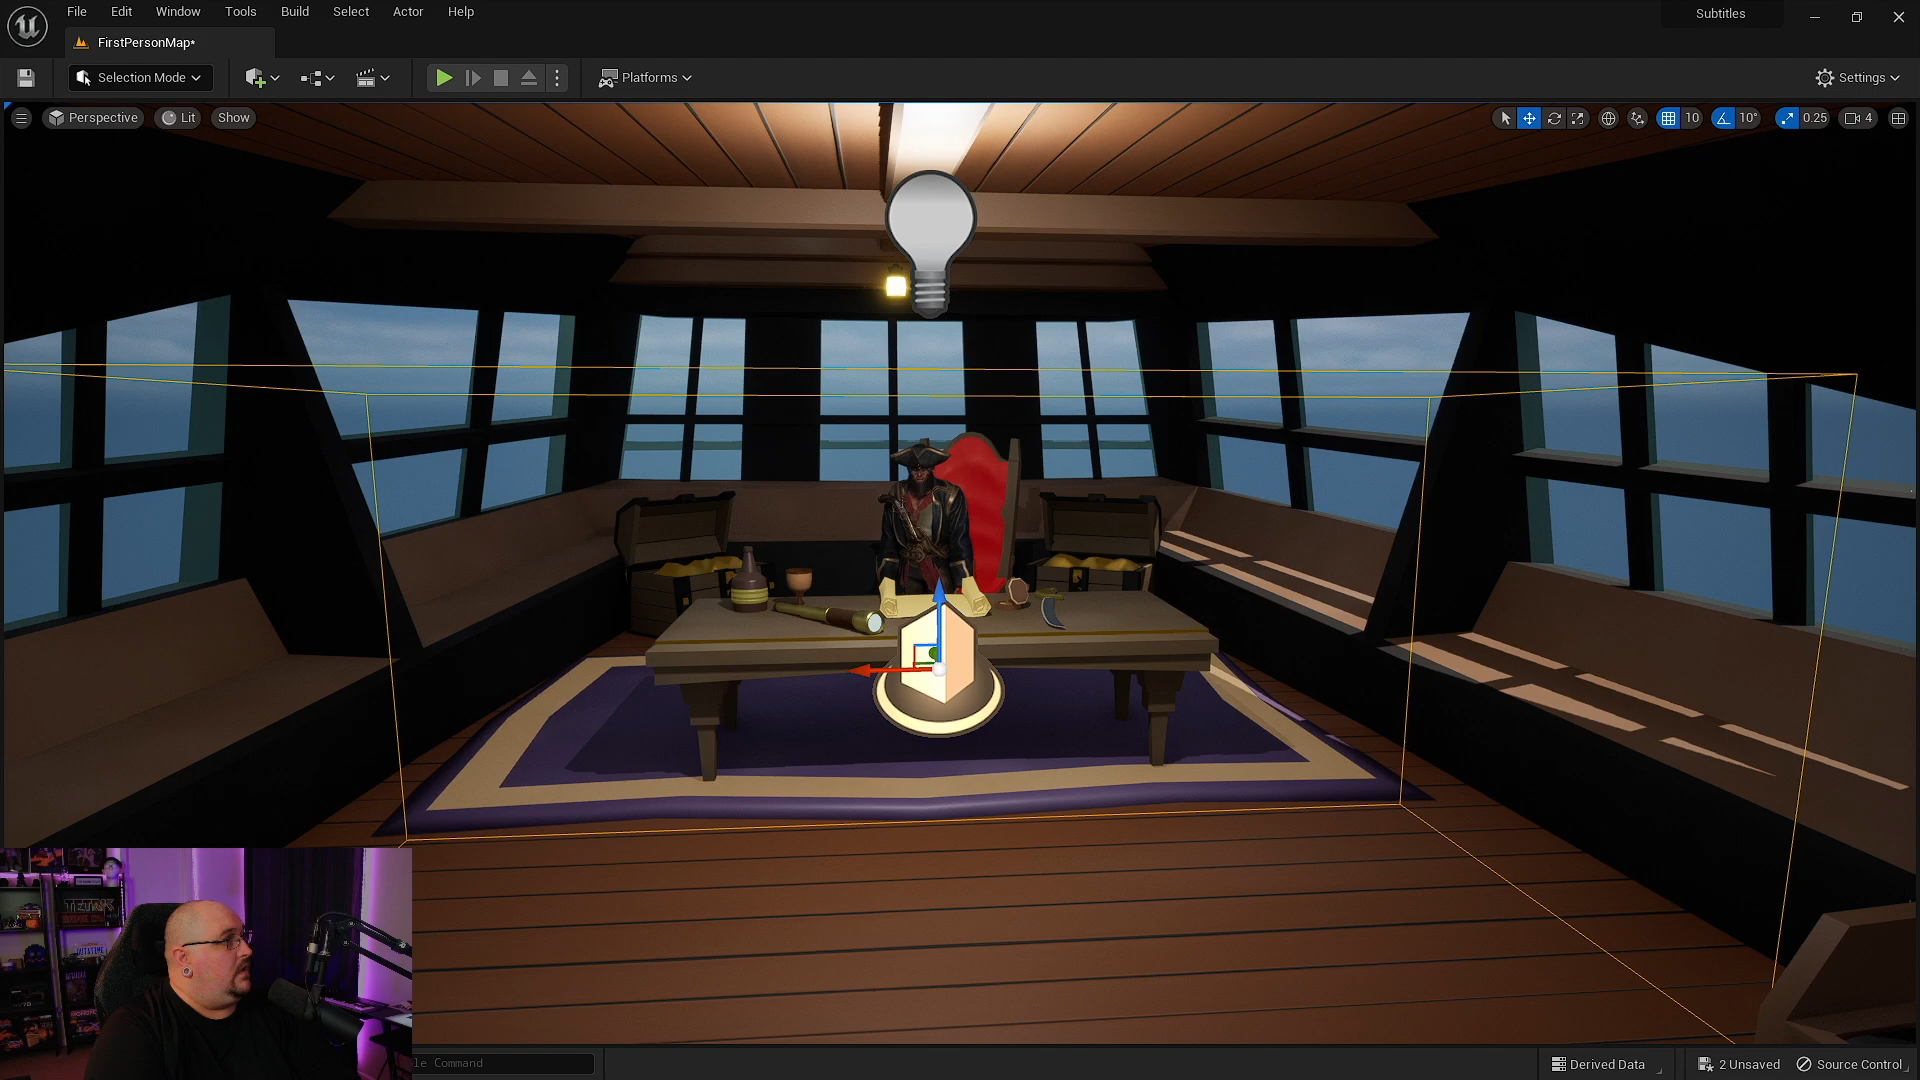 File Edit Window Tools Build Select Actor Help
Subtitles
FirstPersonMap*
Selection Mode
Platforms
Settings
Perspective Lit Show
10 10° 0.25 4
TETRIS
le Command
Derived Data
2 Unsaved
Source Control